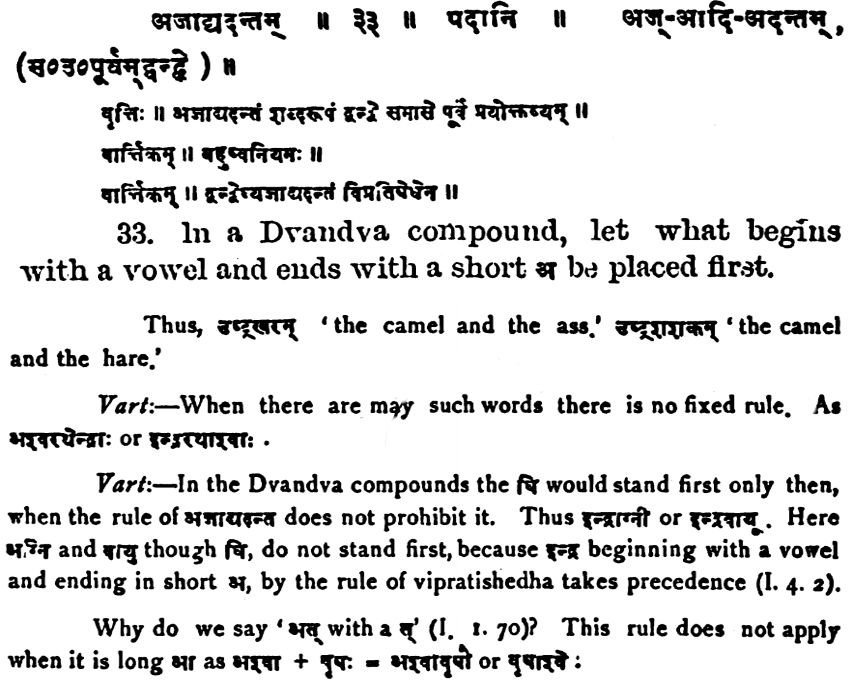 अजाद्यदन्तम् ॥ ३३ ॥ पदानि ॥ अज्-आदि-अदन्तम्,
(स०उ०पूर्वम्द्वन्द्वे) ॥
वृत्तिः ॥ अजाद्यदन्तं शब्दरूपं द्वन्द्वे समासे पूर्वं प्रयोक्तव्यम् ॥
वार्त्तिकम् ॥ बहुष्वनियमः ॥
वार्त्तिकम् ॥ द्वन्द्वेघ्यजाद्यदन्तं विप्रतिषेधेन ॥
33. In a Dvandva compound, let what begins
with a vowel and ends with a short अ be placed first.
Thus, उष्ट्रखरम् 'the camel and the ass.' उष्ट्रशशकम् 'the camel
and the hare.'
Vart:—When there are may such words there is no fixed rule. As
अश्वरथेन्द्राः or इन्द्ररथाश्वाः .
Vart:—In the Dvandva compounds the घि would stand first only then,
when the rule of अजाद्यदन्त does not prohibit it. Thus इन्द्राग्नी or इन्द्रवायू. Here
अग्नि and वायु though घि, do not stand first, because इन्द्र beginning with a vowel
and ending in short अ, by the rule of vipratishedha takes precedence (I. 4. 2).
Why do we say 'अत् with a त्' (I. 1. 70)? This rule does not apply
when it is long आ as अश्वा + वृषः = अश्वावृषौ or वृषाश्वे :